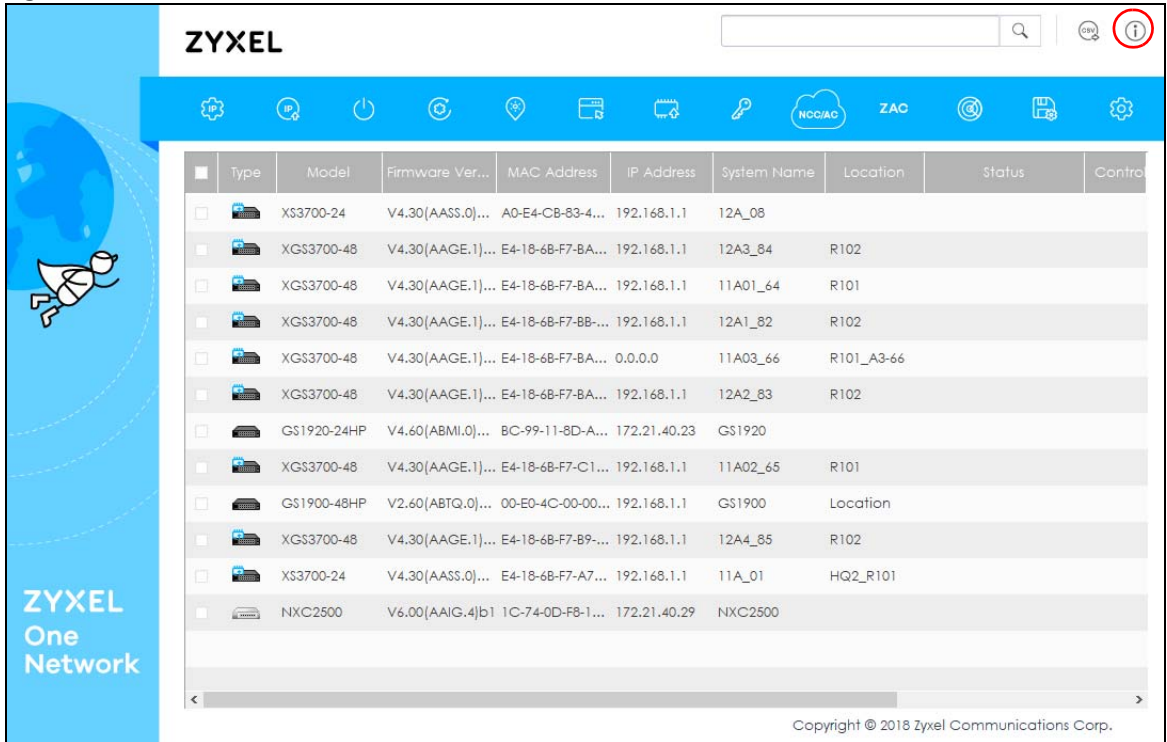 ZYXEL
CSV
IP
IP
NCC/AC
ZAC
Type Model Firmware Ver... MAC Address IP Address System Name Location Status Control
XS3700-24 V4.30(AASS.0)... A0-E4-CB-83-4... 192.168.1.1 12A_08
XGS3700-48 V4.30(AAGE.1)... E4-18-6B-F7-BA... 192.168.1.1 12A3_84 R102
XGS3700-48 V4.30(AAGE.1)... E4-18-6B-F7-BA... 192.168.1.1 11A01_64 R101
XGS3700-48 V4.30(AAGE.1)... E4-18-6B-F7-BB-... 192.168.1.1 12A1_82 R102
XGS3700-48 V4.30(AAGE.1)... E4-18-6B-F7-BA... 0.0.0.0 11A03_66 R101_A3-66
XGS3700-48 V4.30(AAGE.1)... E4-18-6B-F7-BA... 192.168.1.1 12A2_83 R102
GS1920-24HP V4.60(ABMI.0)... BC-99-11-8D-A... 172.21.40.23 GS1920
XGS3700-48 V4.30(AAGE.1)... E4-18-6B-F7-C1... 192.168.1.1 11A02_65 R101
GS1900-48HP V2.60(ABTQ.0)... 00-E0-4C-00-00... 192.168.1.1 GS1900 Location
XGS3700-48 V4.30(AAGE.1)... E4-18-6B-F7-B9-... 192.168.1.1 12A4_85 R102
XS3700-24 V4.30(AASS.0)... E4-18-6B-F7-A7... 192.168.1.1 11A_01 HQ2_R101
NXC2500 V6.00(AAIG.4)b1 1C-74-0D-F8-1... 172.21.40.29 NXC2500
ZYXEL
One
Network
Copyright © 2018 Zyxel Communications Corp.